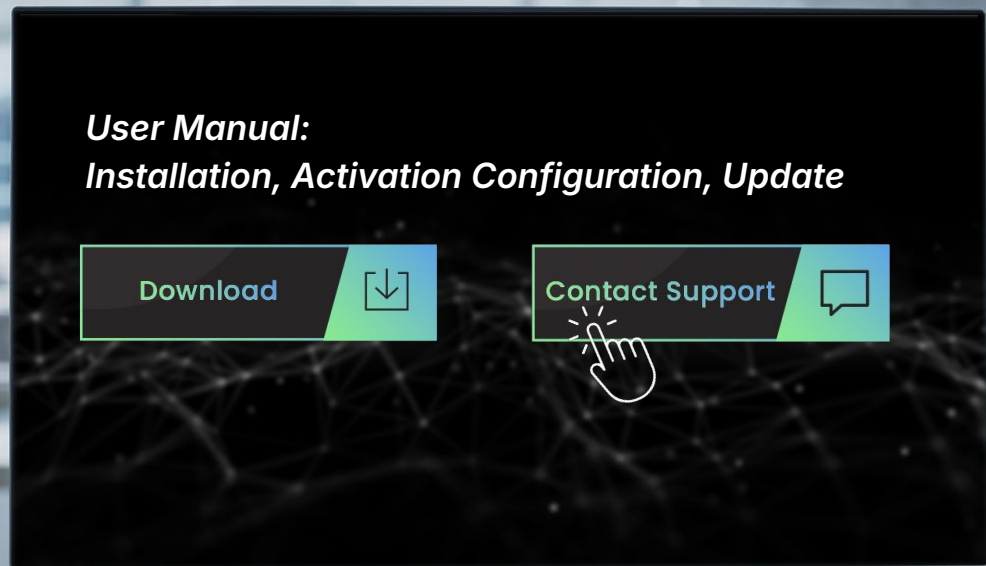 User Manual:
Installation, Activation Configuration, Update
Download
Contact Support